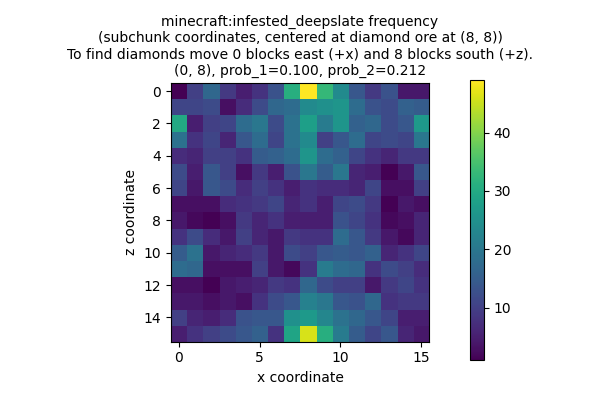 minecraft:infested_deepslate frequency
(subchunk coordinates, centered at diamond ore at (8, 8))
To find diamonds move 0 blocks east (+x) and 8 blocks south (+z).
(0, 8), prob_1=0.100, prob_2=0.212
0
2
4
6
8
10
12
14
z coordinate
0
5
10
15
x coordinate
40
30
20
10